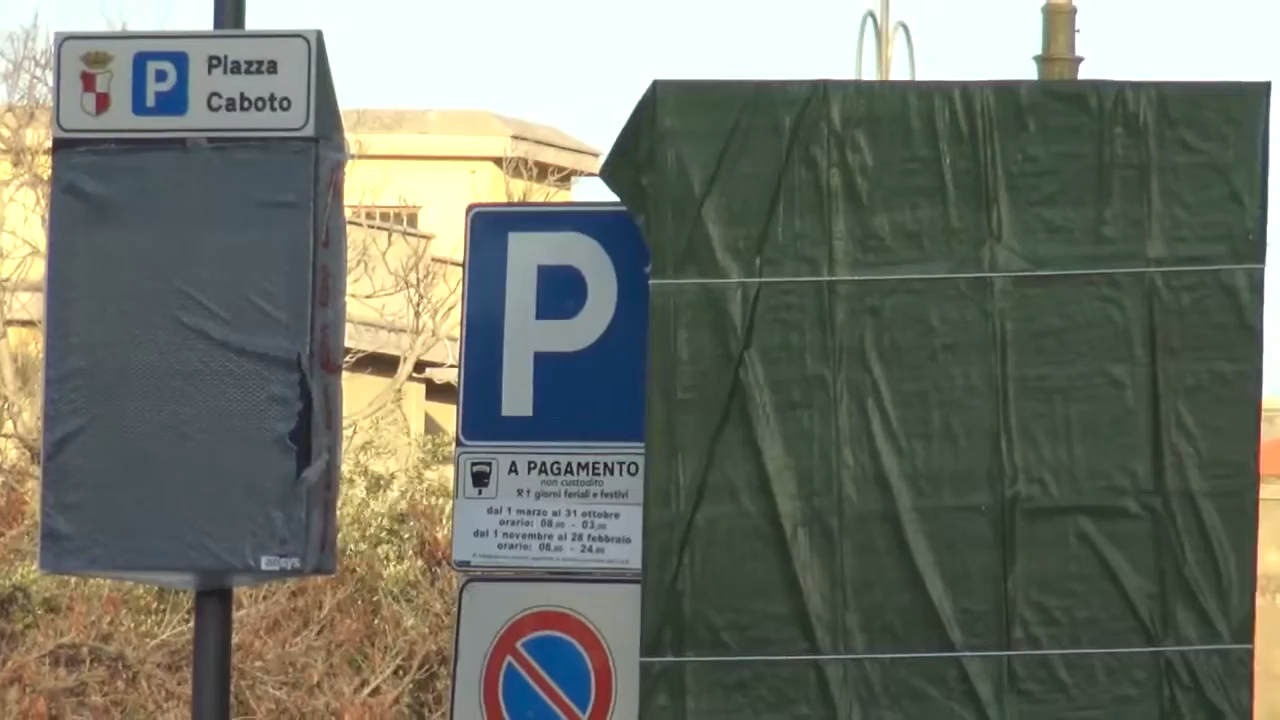 P Piazza
Caboto
P
A PAGAMENTO
non custodito
giorni feriali e festivi
dal 1 marzo al 31 ottobre
orario: 08,00 - 03,00
dal 1 novembre al 28 febbraio
orario: 08,00 - 24,00